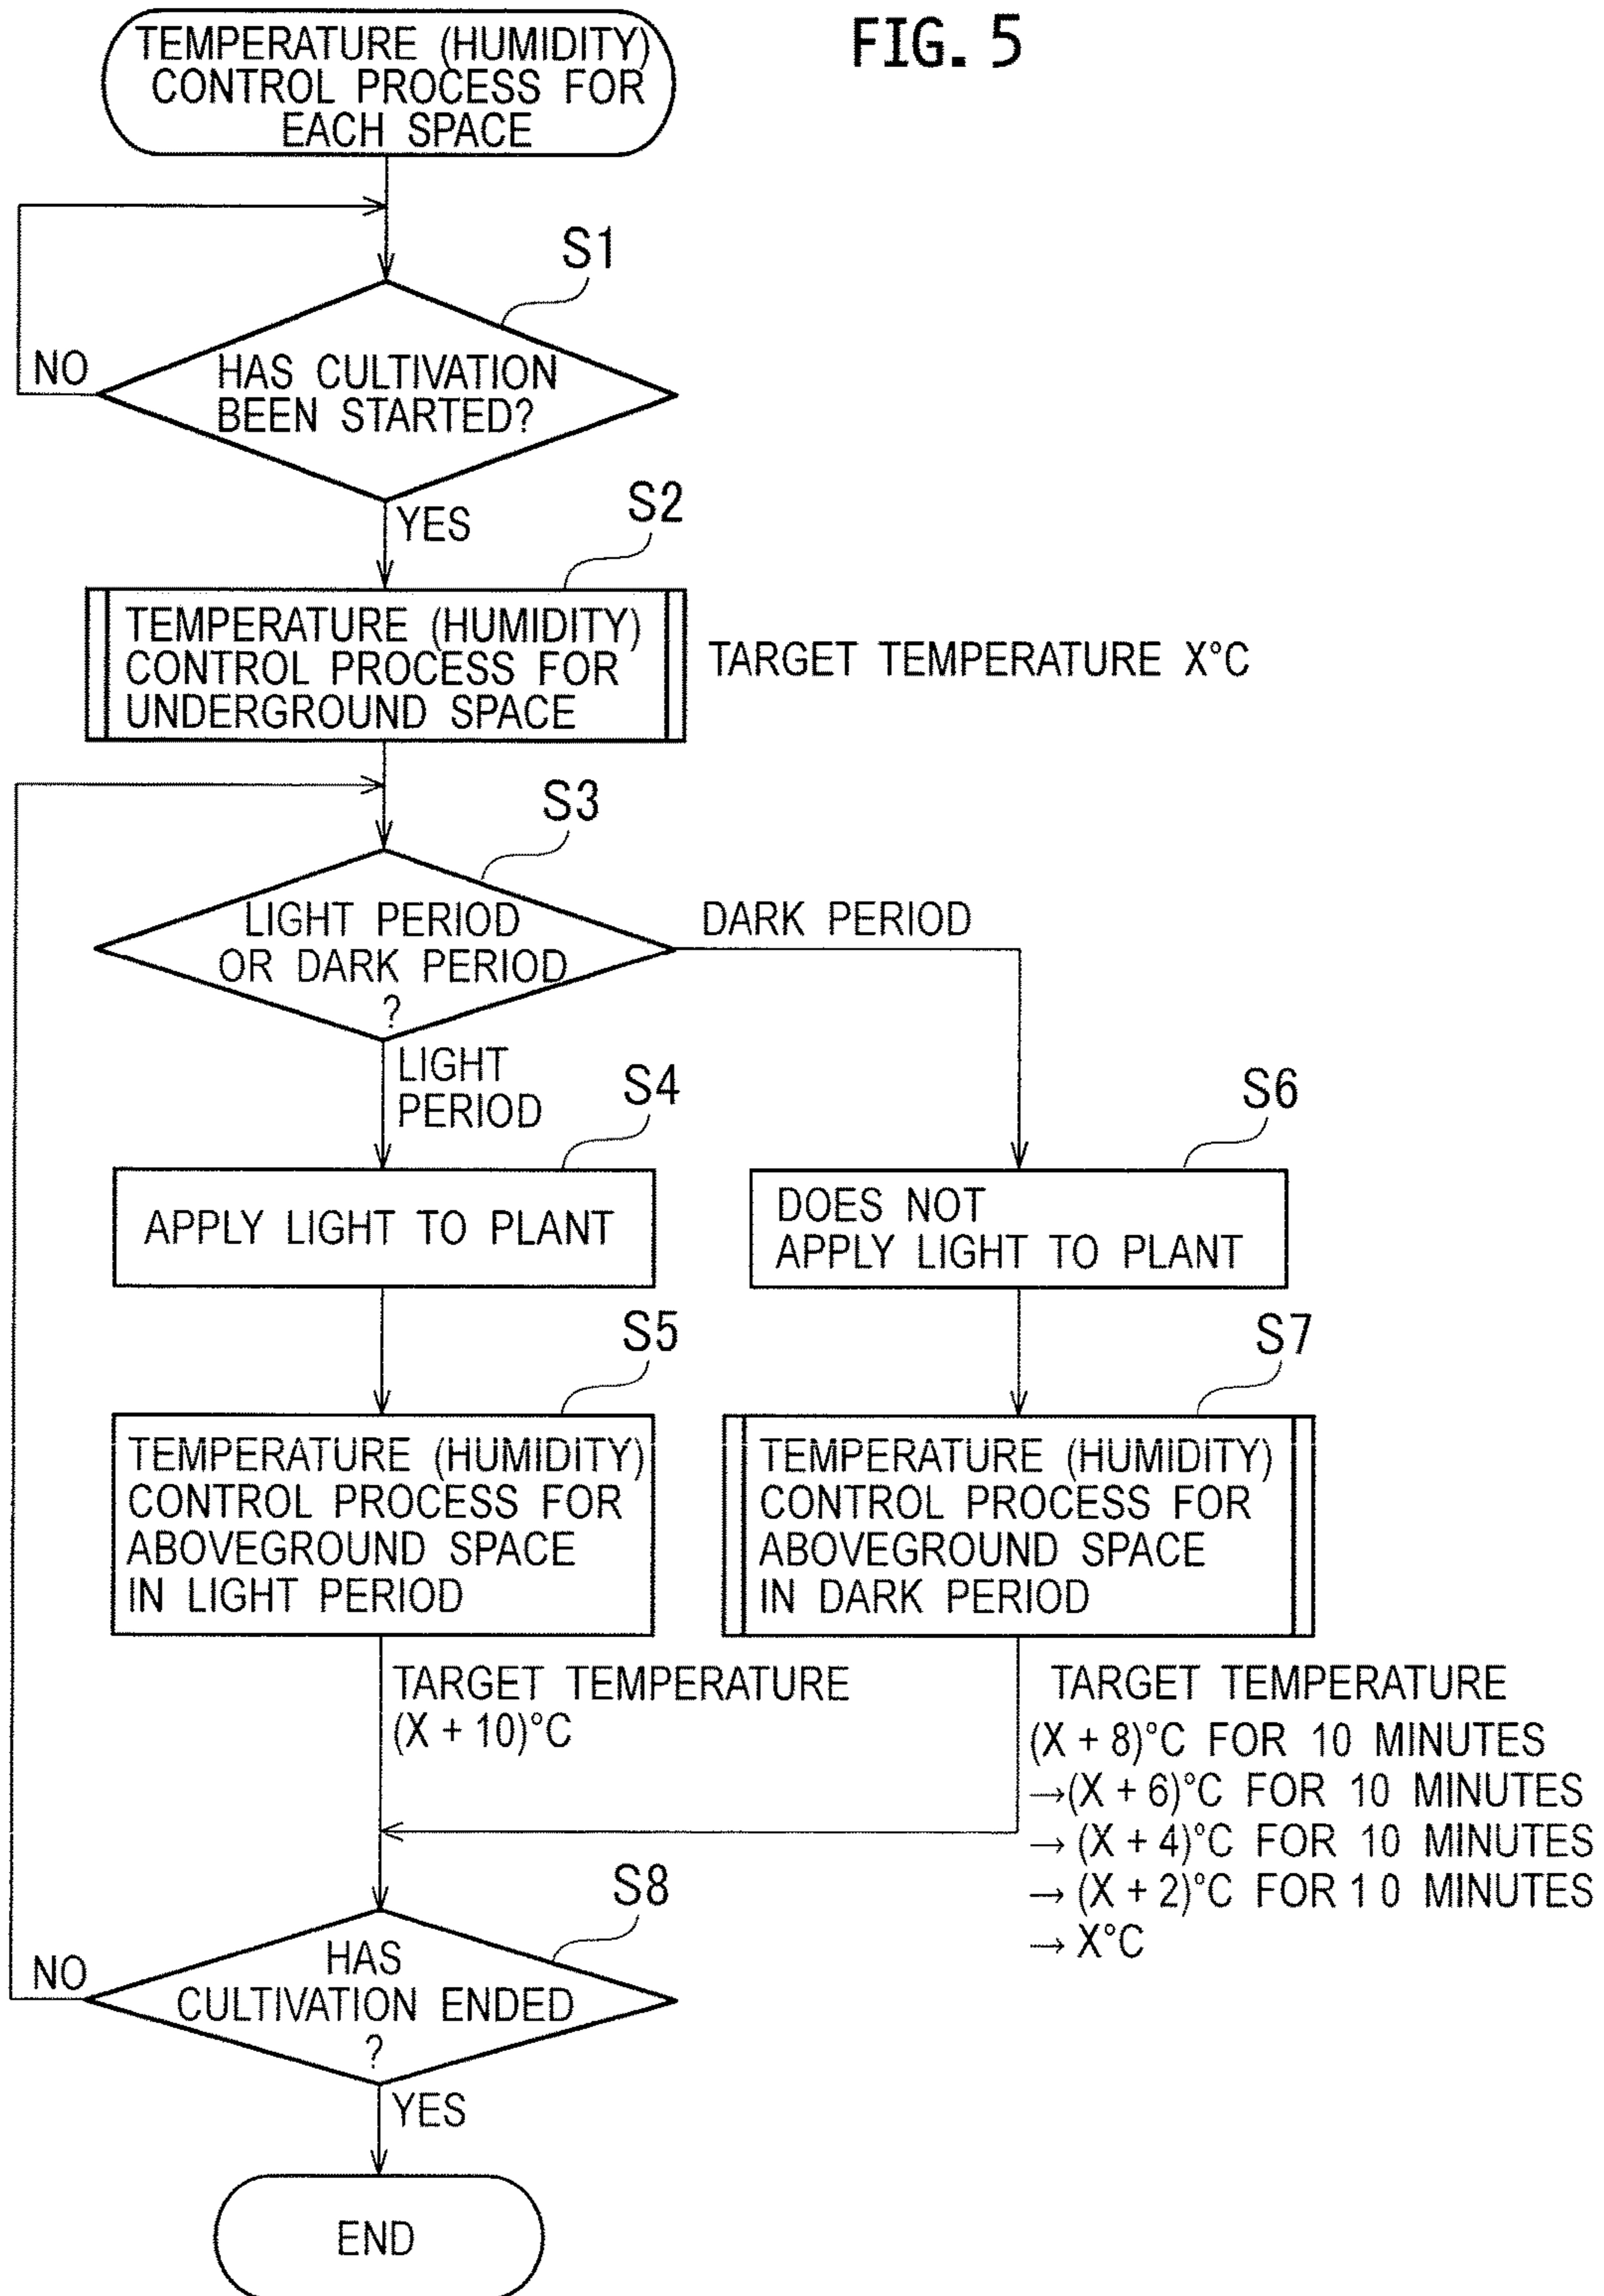 FIG. 5
TEMPERATURE (HUMIDITY)
CONTROL PROCESS FOR
EACH SPACE
S1
HAS CULTIVATION
BEEN STARTED?
NO
YES
S2
TEMPERATURE (HUMIDITY)
CONTROL PROCESS FOR
UNDERGROUND SPACE
TARGET TEMPERATURE X°C
S3
LIGHT PERIOD
OR DARK PERIOD
?
DARK PERIOD
LIGHT
PERIOD
S4
APPLY LIGHT TO PLANT
S6
DOES NOT
APPLY LIGHT TO PLANT
S5
TEMPERATURE (HUMIDITY)
CONTROL PROCESS FOR
ABOVEGROUND SPACE
IN LIGHT PERIOD
S7
TEMPERATURE (HUMIDITY)
CONTROL PROCESS FOR
ABOVEGROUND SPACE
IN DARK PERIOD
TARGET TEMPERATURE
(X + 10)°C
TARGET TEMPERATURE
(X + 8)°C FOR 10 MINUTES
→(X + 6)°C FOR 10 MINUTES
→ (X + 4)°C FOR 10 MINUTES
→ (X + 2)°C FOR 1 0 MINUTES
→ X°C
S8
HAS
CULTIVATION ENDED
?
NO
YES
END